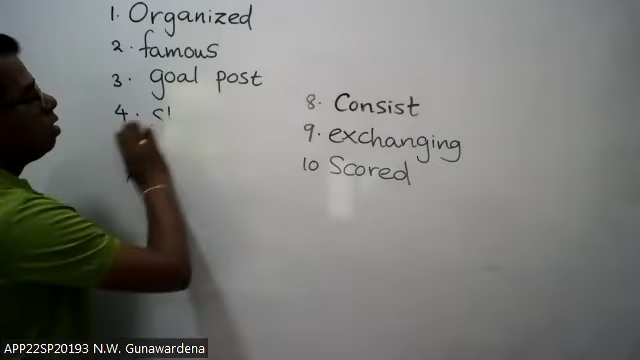 1. Organized
2. famous
3. goal post
4.
8. Consist
9. exchanging
10 Scored
APP22SP20193 N.W. Gunawardena